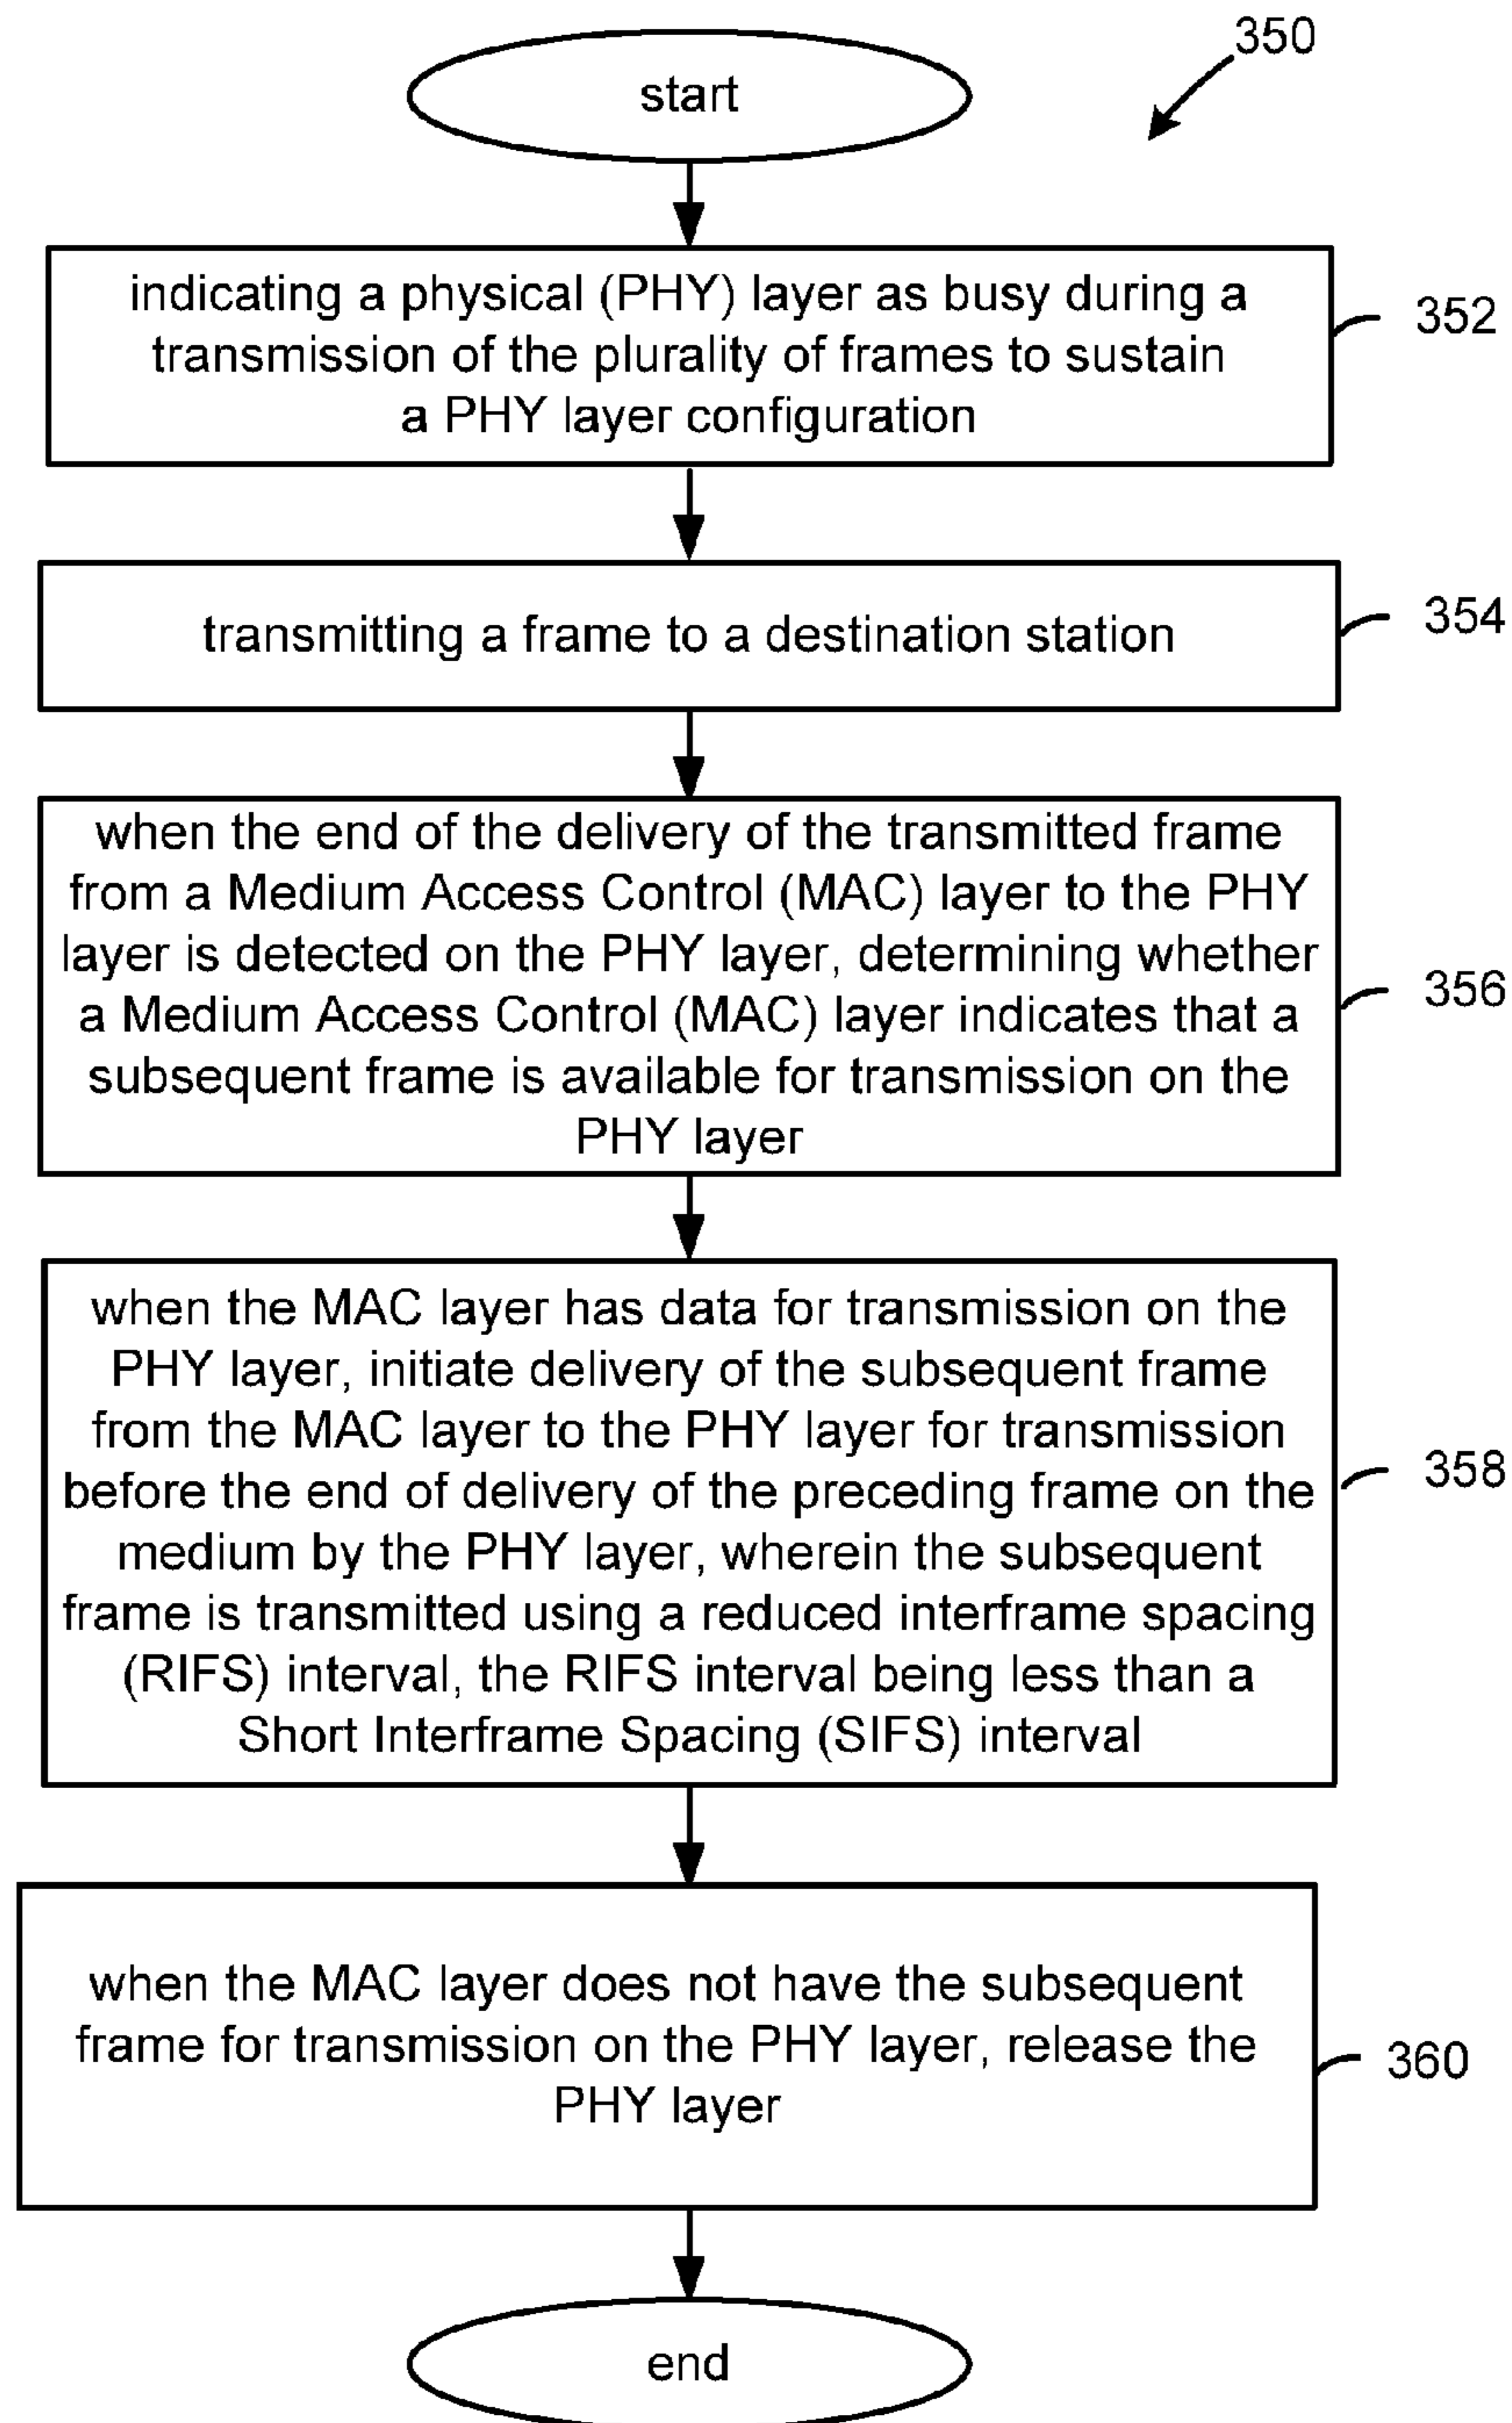 350
start
indicating a physical (PHY) layer as busy during a
transmission of the plurality of frames to sustain
a PHY layer configuration
352
transmitting a frame to a destination station
354
when the end of the delivery of the transmitted frame
from a Medium Access Control (MAC) layer to the PHY
layer is detected on the PHY layer, determining whether
a Medium Access Control (MAC) layer indicates that a
subsequent frame is available for transmission on the
PHY layer
356
when the MAC layer has data for transmission on the
PHY layer, initiate delivery of the subsequent frame
from the MAC layer to the PHY layer for transmission
before the end of delivery of the preceding frame on the
medium by the PHY layer, wherein the subsequent
frame is transmitted using a reduced interframe spacing
(RIFS) interval, the RIFS interval being less than a
Short Interframe Spacing (SIFS) interval
358
when the MAC layer does not have the subsequent
frame for transmission on the PHY layer, release the
PHY layer
360
end